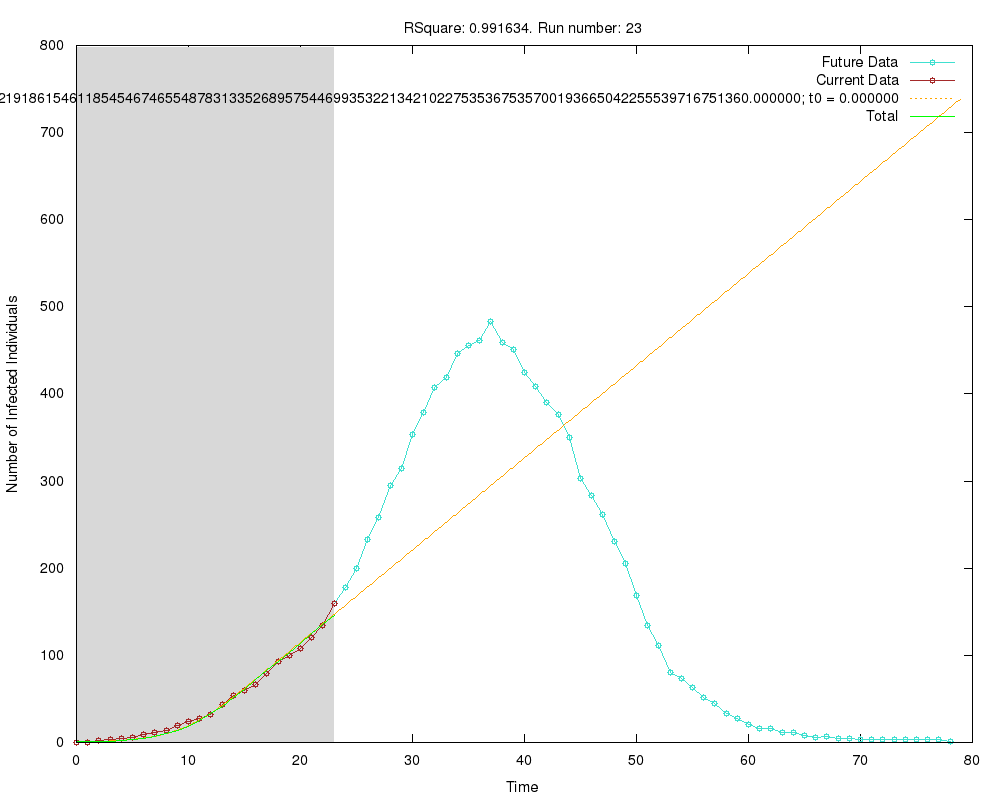 RSquare: 0.991634. Run number: 23
800
700
600
500
400
300
200
100
0
Number of Infected Individuals
Future Data
Current Data
2191861546118545467465548783133526895754469935322134210227535367535700193665042255539716751360.000000; t0 = 0.000000
Total
0 10 20 30 40 50 60 70 80
Time